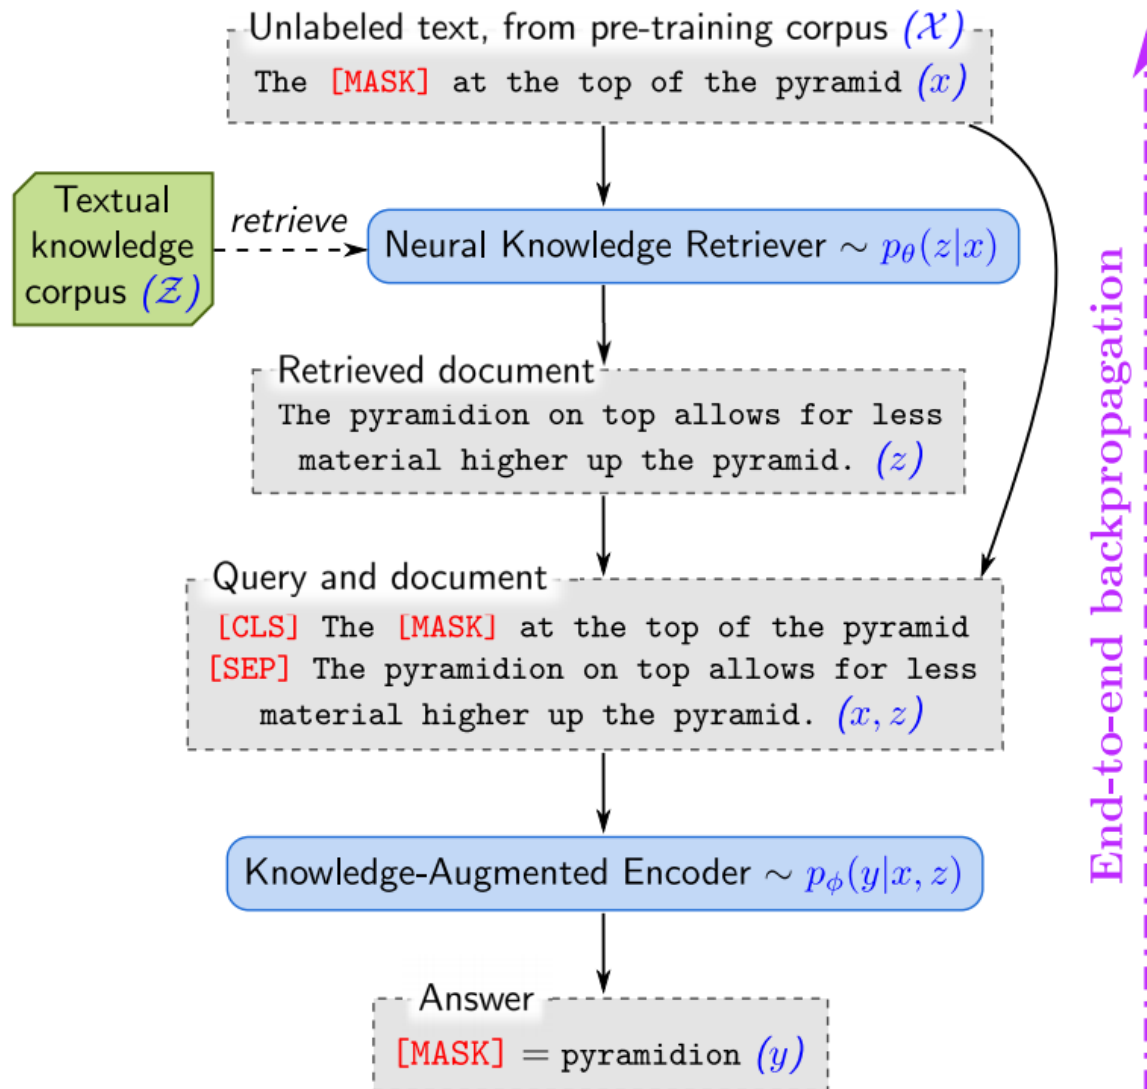 Unlabeled text, from pre-training corpus (𝒳)
The [MASK] at the top of the pyramid (x)
Textual
knowledge
corpus (𝒵)
retrieve
Neural Knowledge Retriever ~ pθ(z|x)
Retrieved document
The pyramidion on top allows for less
material higher up the pyramid. (z)
Query and document
[CLS] The [MASK] at the top of the pyramid
[SEP] The pyramidion on top allows for less
material higher up the pyramid. (x, z)
Knowledge-Augmented Encoder ~ pϕ(y|x, z)
Answer
[MASK] = pyramidion (y)
End-to-end backpropagation